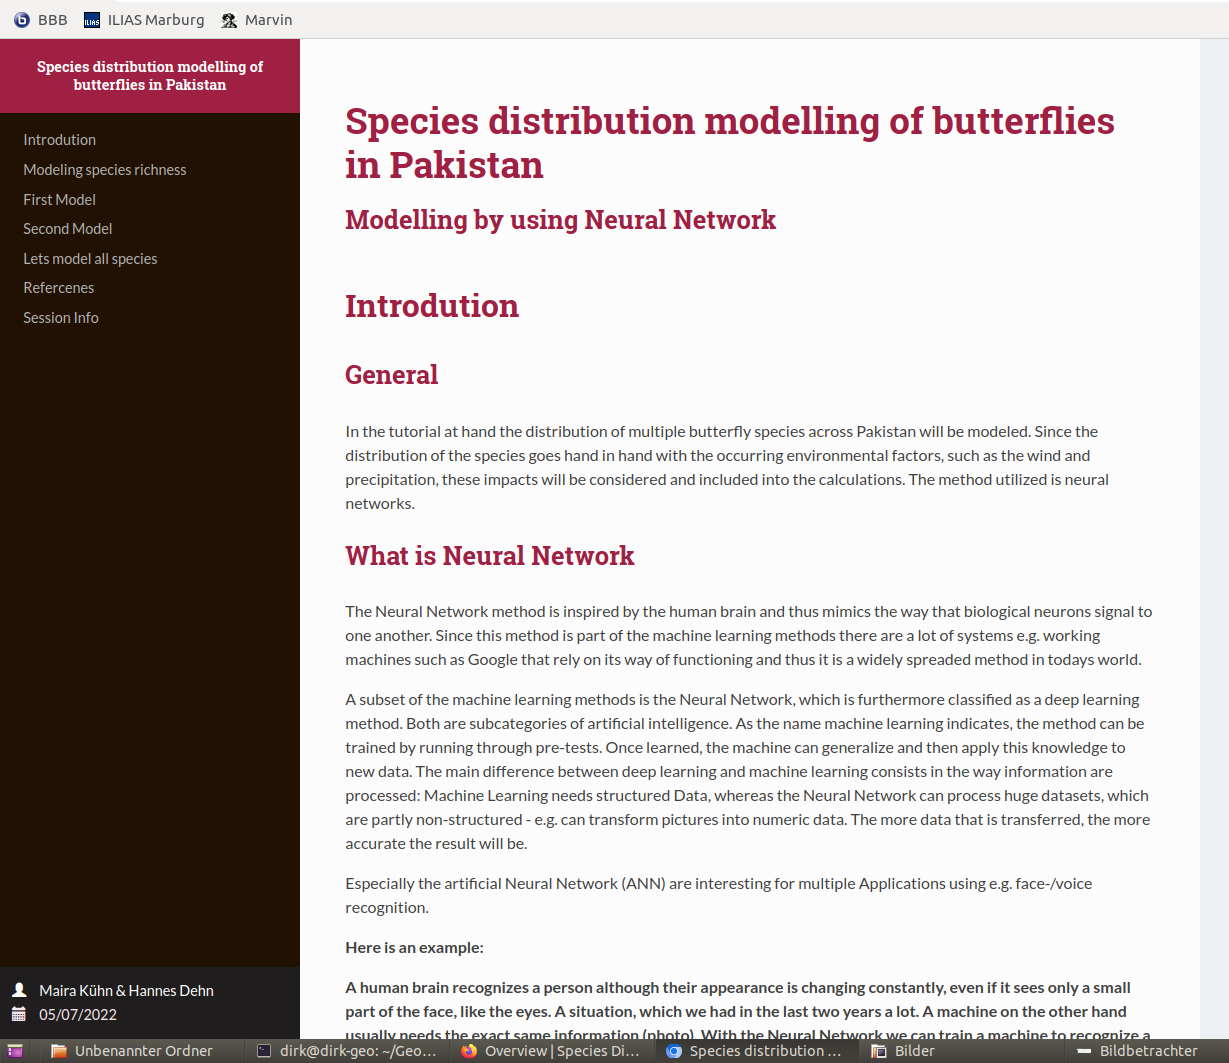 BBB ILIAS Marburg Marvin
Species distribution modelling of
butterflies in Pakistan
Introdution
Modeling species richness
First Model
Second Model
Lets model all species
Refercenes
Session Info
Maira Kühn & Hannes Dehn
05/07/2022
Species distribution modelling of butterflies
in Pakistan
Modelling by using Neural Network
Introdution
General
In the tutorial at hand the distribution of multiple butterfly species across Pakistan will be modeled. Since the
distribution of the species goes hand in hand with the occurring environmental factors, such as the wind and
precipitation, these impacts will be considered and included into the calculations. The method utilized is neural
networks.
What is Neural Network
The Neural Network method is inspired by the human brain and thus mimics the way that biological neurons signal to
one another. Since this method is part of the machine learning methods there are a lot of systems e.g. working
machines such as Google that rely on its way of functioning and thus it is a widely spreaded method in todays world.
A subset of the machine learning methods is the Neural Network, which is furthermore classified as a deep learning
method. Both are subcategories of artificial intelligence. As the name machine learning indicates, the method can be
trained by running through pre-tests. Once learned, the machine can generalize and then apply this knowledge to
new data. The main difference between deep learning and machine learning consists in the way information are
processed: Machine Learning needs structured Data, whereas the Neural Network can process huge datasets, which
are partly non-structured - e.g. can transform pictures into numeric data. The more data that is transferred, the more
accurate the result will be.
Especially the artificial Neural Network (ANN) are interesting for multiple Applications using e.g. face-/voice
recognition.
Here is an example:
A human brain recognizes a person although their appearance is changing constantly, even if it sees only a small
part of the face, like the eyes. A situation, which we had in the last two years a lot. A machine on the other hand
usually needs the exact same information (photo). With the Neural Network we can train a machine to recognize a
Unbenannter Ordner dirk@dirk-geo: ~/Geo... Overview | Species Di... Species distribution ... Bilder Bildbetrachter